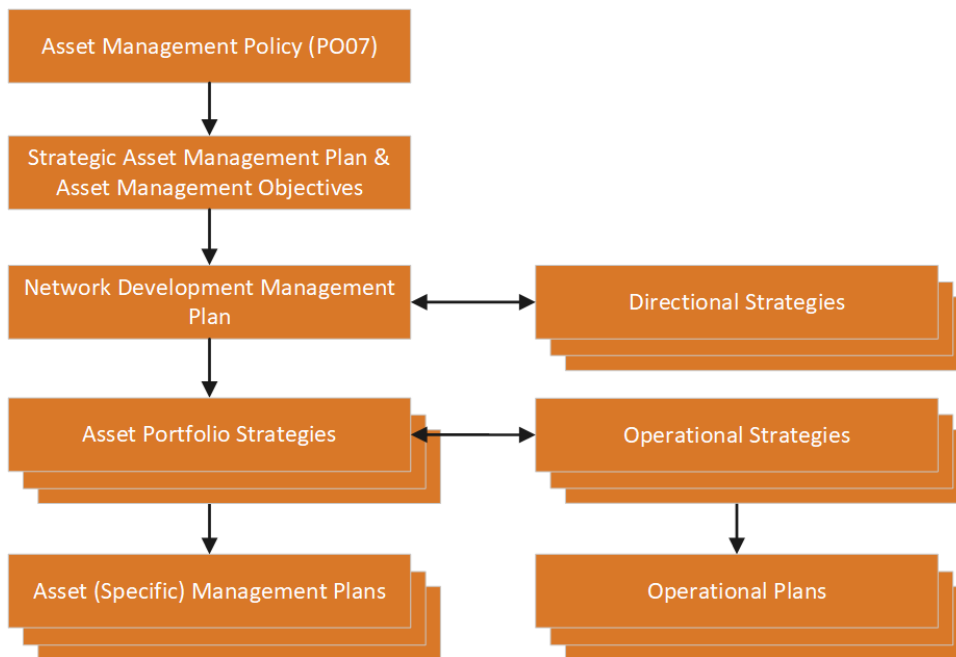 Asset Management Policy (PO07)
Strategic Asset Management Plan &
Asset Management Objectives
Network Development Management
Plan
Directional Strategies
Asset Portfolio Strategies
Operational Strategies
Asset (Specific) Management Plans
Operational Plans